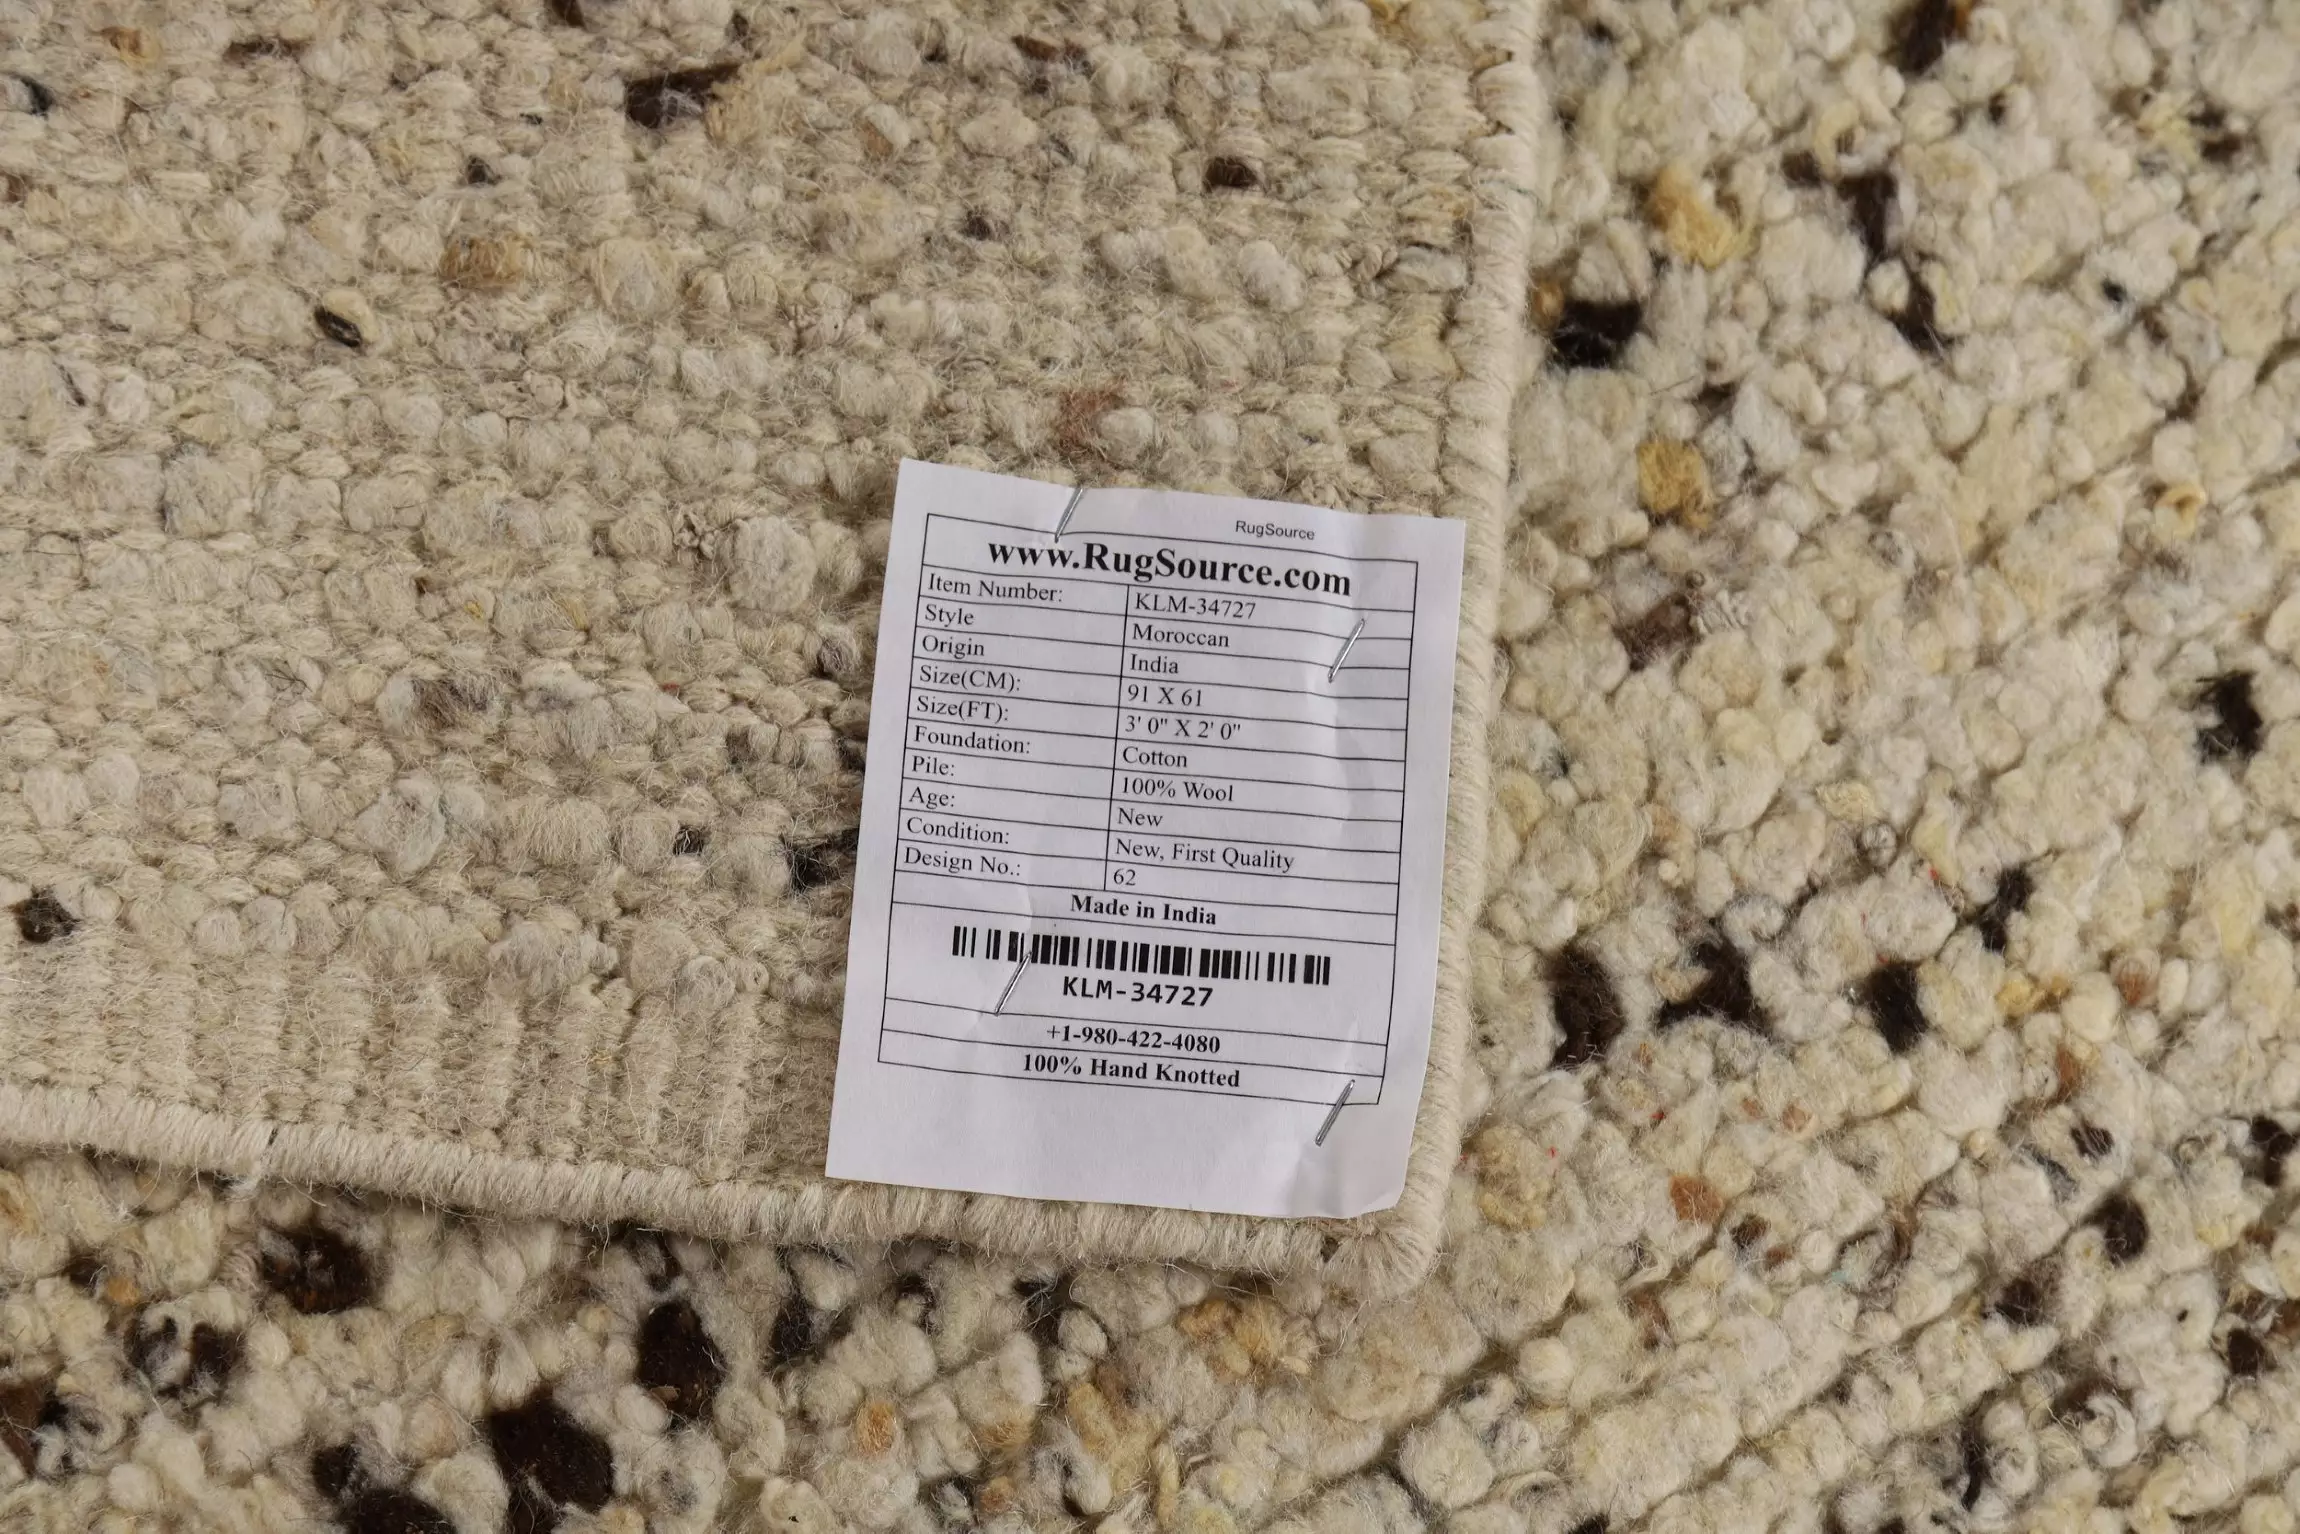 RugSource
www.RugSource.com
Item Number: KLM-34727
Style Moroccan
Origin India
Size(CM): 91 X 61
Size(FT): 3' 0" X 2' 0"
Foundation: Cotton
Pile: 100% Wool
Age: New
Condition: New, First Quality
Design No.: 62
Made in India
KLM-34727
+1-980-422-4080
100% Hand Knotted